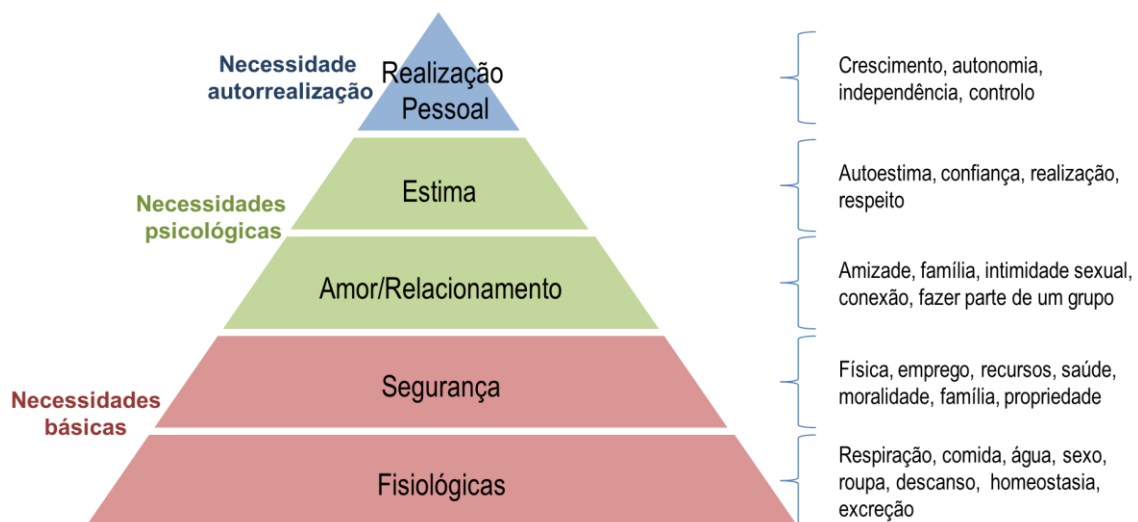 Necessidade
autorrealização
Realização
Pessoal
Crescimento, autonomia,
independência, controlo
Necessidades
psicológicas
Estima
Autoestima, confiança, realização,
respeito
Amor/Relacionamento
Amizade, família, intimidade sexual,
conexão, fazer parte de um grupo
Necessidades
básicas
Segurança
Física, emprego, recursos, saúde,
moralidade, família, propriedade
Fisiológicas
Respiração, comida, água, sexo,
roupa, descanso, homeostasia,
excreção